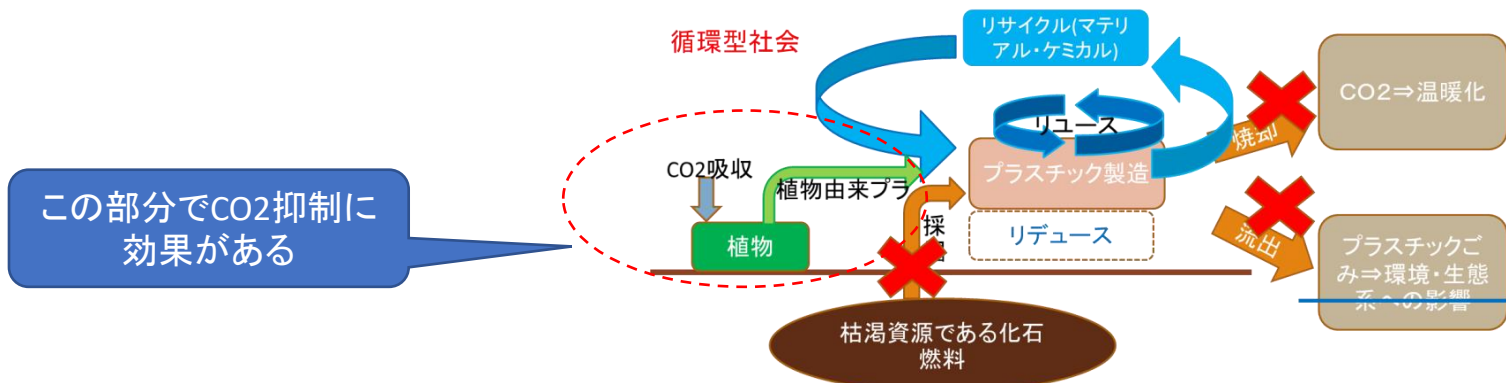 循環型社会
リサイクル(マテリ
アル・ケミカル)
CO2⇒温暖化
リユース
焼却
プラスチック製造
CO2吸収
植物由来プラ
この部分でCO2抑制に
効果がある
植物
採
リデュース
流出
プラスチックご
み⇒環境・生態
系への影響
枯渇資源である化石
燃料